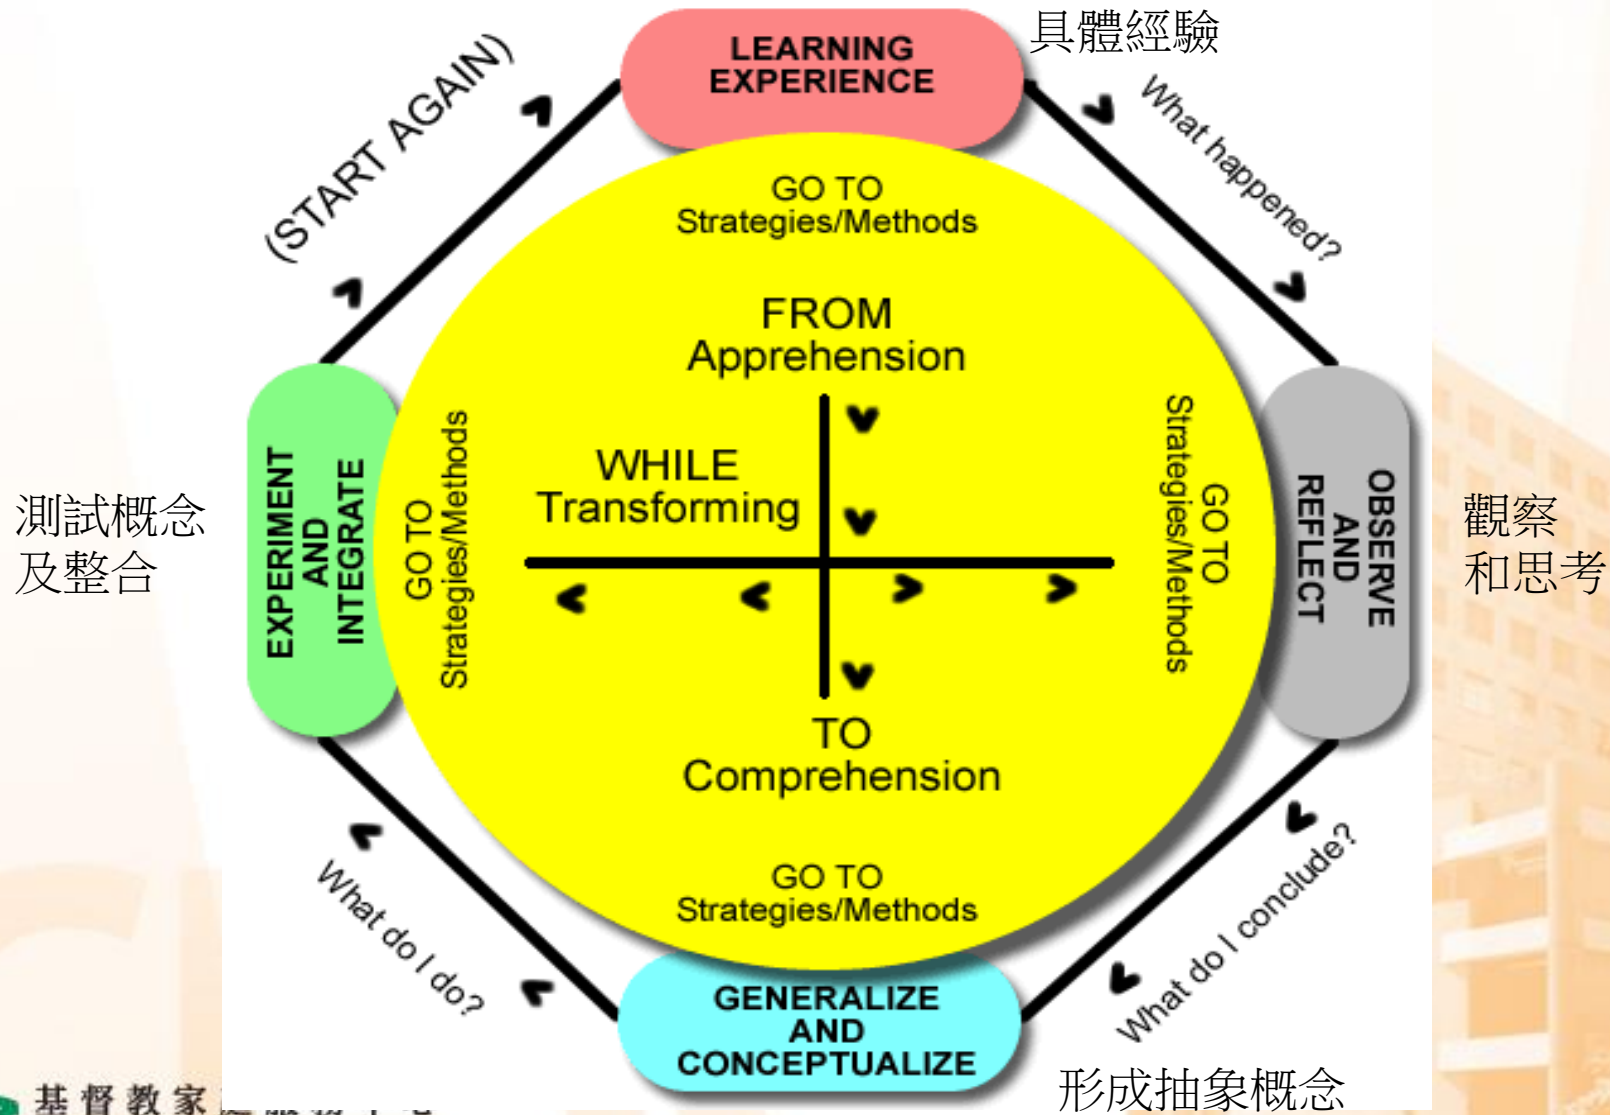 LEARNING
EXPERIENCE
具體經驗
(START AGAIN)
What happened?
GO TO
Strategies/Methods
FROM
Apprehension
WHILE
Transforming
TO
Comprehension
GO TO
Strategies/Methods
測試概念
及整合
EXPERIMENT
AND
INTEGRATE
GO TO
Strategies/Methods
GO TO
Strategies/Methods
OBSERVE
AND
REFLECT
觀察
和思考
What do I do?
What do I conclude?
GENERALIZE
AND
CONCEPTUALIZE
形成抽象概念
基督教家